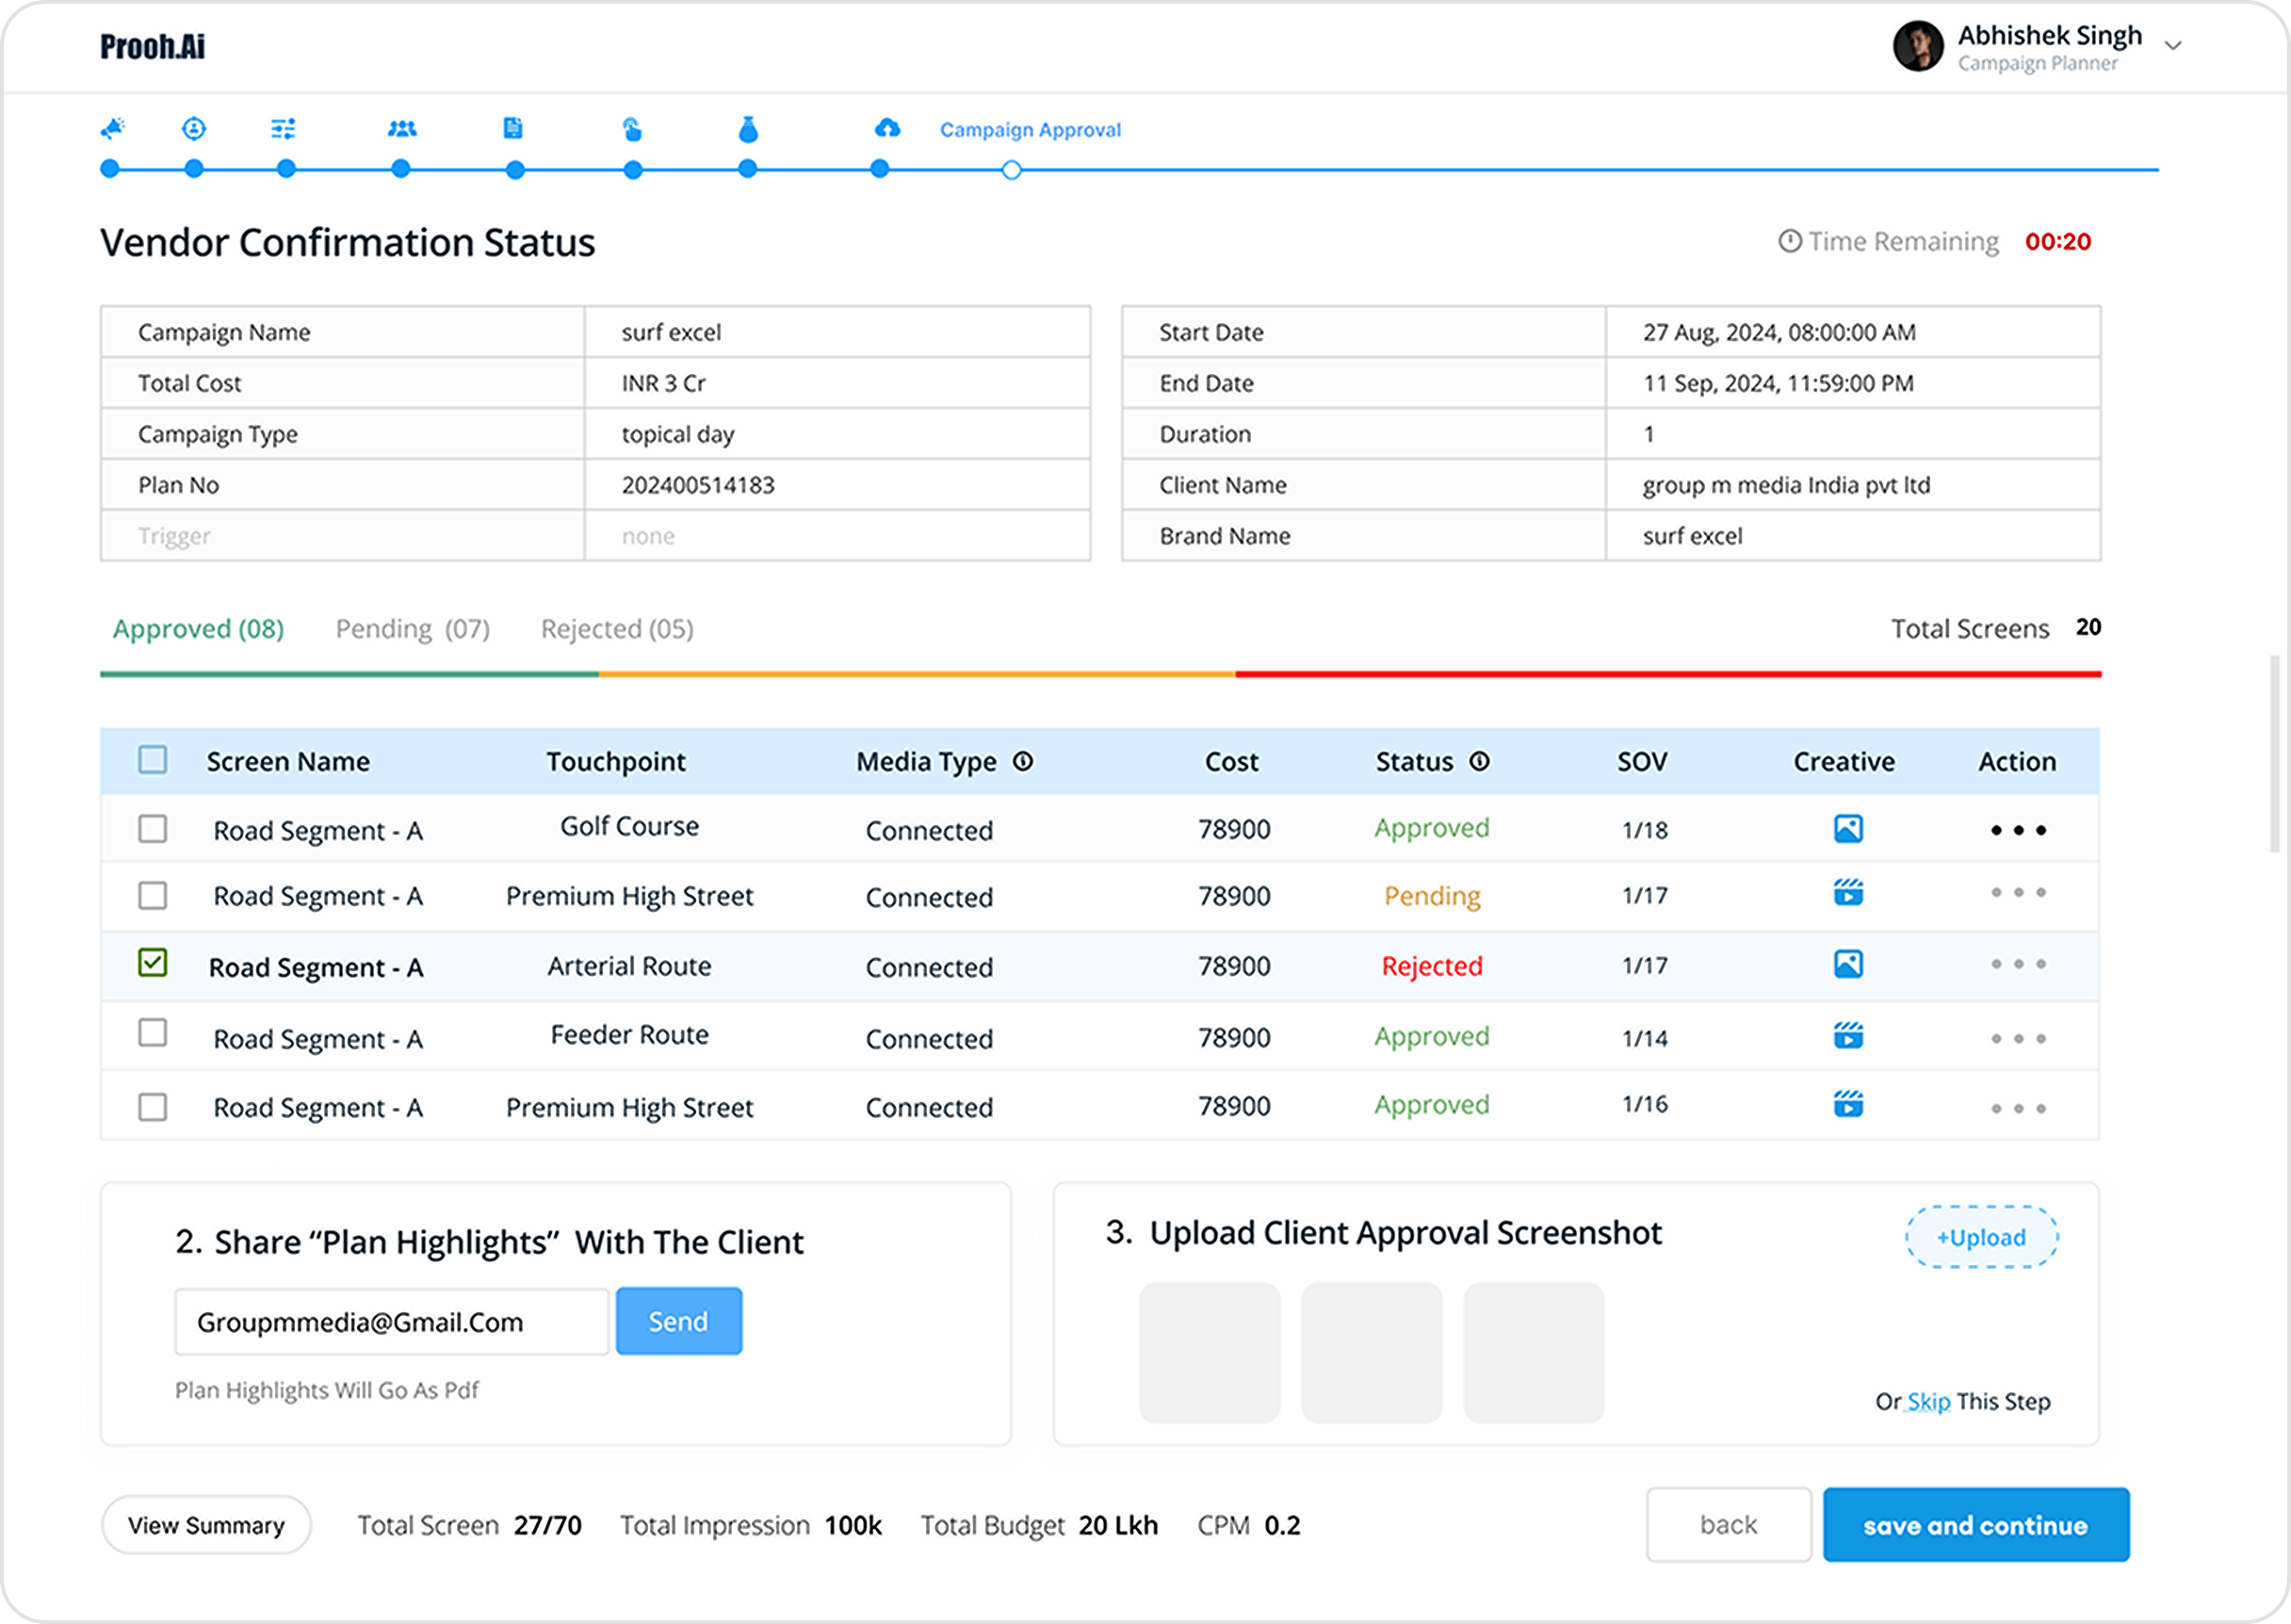 Prooh.Ai
Abhishek Singh
Campaign Planner
Campaign Approval
Vendor Confirmation Status
Time Remaining 00:20
Campaign Name surf excel
Total Cost INR 3 Cr
Campaign Type topical day
Plan No 202400514183
Trigger none
Start Date 27 Aug, 2024, 08:00:00 AM
End Date 11 Sep, 2024, 11:59:00 PM
Duration 1
Client Name group m media India pvt ltd
Brand Name surf excel
Approved (08) Pending (07) Rejected (05) Total Screens 20
Screen Name Touchpoint Media Type Cost Status SOV Creative Action
Road Segment - A Golf Course Connected 78900 Approved 1/18
Road Segment - A Premium High Street Connected 78900 Pending 1/17
Road Segment - A Arterial Route Connected 78900 Rejected 1/17
Road Segment - A Feeder Route Connected 78900 Approved 1/14
Road Segment - A Premium High Street Connected 78900 Approved 1/16
2. Share “Plan Highlights” With The Client
Groupmmedia@Gmail.Com Send
Plan Highlights Will Go As Pdf
3. Upload Client Approval Screenshot
+Upload
Or Skip This Step
View Summary Total Screen 27/70 Total Impression 100k Total Budget 20 Lkh CPM 0.2
back save and continue